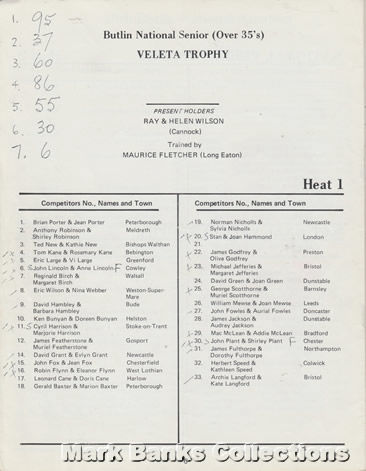 1. 95
2. 37
3. 60
4. 86
5. 55
6. 30
7. 6
Butlin National Senior (Over 35's)
VELETA TROPHY
PRESENT HOLDERS
RAY & HELEN WILSON
(Cannock)
Trained by
MAURICE FLETCHER (Long Eaton)
Heat 1
Competitors No., Names and Town
1. Brian Porter & Jean Porter Peterborough
2. Anthony Robinson & Meldreth
Shirley Robinson
3. Ted New & Kathie New Bishops Waltham
4. Tom Kane & Rosemary Kane Bebington
5. Eric Large & Vi Large Greenford
6. S John Lincoln & Anne Lincoln F Cowley
7. Reginald Birch & Walsall
Margaret Birch
8. Eric Wilson & Nina Webber Weston-Super-
Mare
9. David Hambley & Bude
Barbara Hambley
10. Ken Bunyan & Doreen Bunyan Helston
11. S Cyril Harrison & Stoke-on-Trent
Marjorie Harrison
12. James Featherstone & Gosport
Muriel Featherstone
14. David Grant & Evlyn Grant Newcastle
15. John Fox & Jean Fox Chesterfield
16. Robin Flynn & Eleanor Flynn West Lothian
17. Leonard Cane & Doris Cane Harlow
18. Gerald Baxter & Marion Baxter Peterborough
Competitors No., Names and Town
19. Norman Nicholls & Newcastle
Sylvia Nicholls
20. S Stan & Joan Hammond London
21.
22. James Godfrey & Preston
Olive Godfrey
23. Michael Jefferies & Bristol
Margaret Jefferies
24. David Green & Joan Green Dunstable
25. George Scotthorne & Barnsley
Muriel Scotthorne
26. William Mewse & Joan Mewse Leeds
27. John Fowles & Aurial Fowles Doncaster
28. James Jackson & Dunstable
Audrey Jackson
29. Mac McLean & Addie McLean Bradford
30. S John Plant & Shirley Plant F Chester
31. James Fulthorpe & Northampton
Dorothy Fulthorpe
32. Herbert Speed & Colwick
Kathleen Speed
33. Archie Langford & Bristol
Kate Langford
Mark Banks Collections